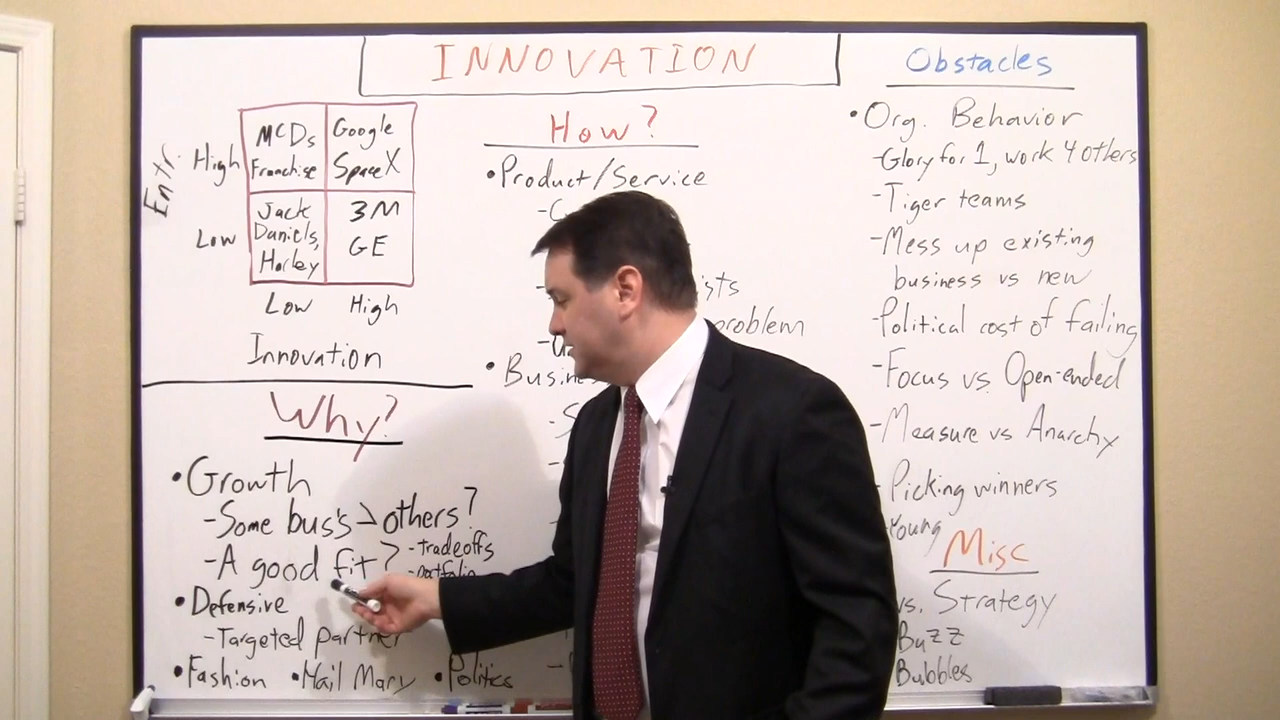 INNOVATION
Entr.
High
Low
MCDs
Franchise
Google
SpaceX
Jack
Daniels,
Harley
3M
GE
Low
High
Innovation
Why?
•Growth
-Some bus's > others?
-A good fit?
-tradeoffs
-portfolio
•Defensive
-Targeted partner
•Fashion •Hail Mary •Politics
How?
•Product/Service
problem
Obstacles
•Org. Behavior
-Glory for 1, work 4 others
-Tiger teams
-Mess up existing
business vs new
-Political cost of failing
-Focus vs Open-ended
-Measure vs Anarchy
-Picking winners
Young
Misc
vs. Strategy
Buzz
Bubbles